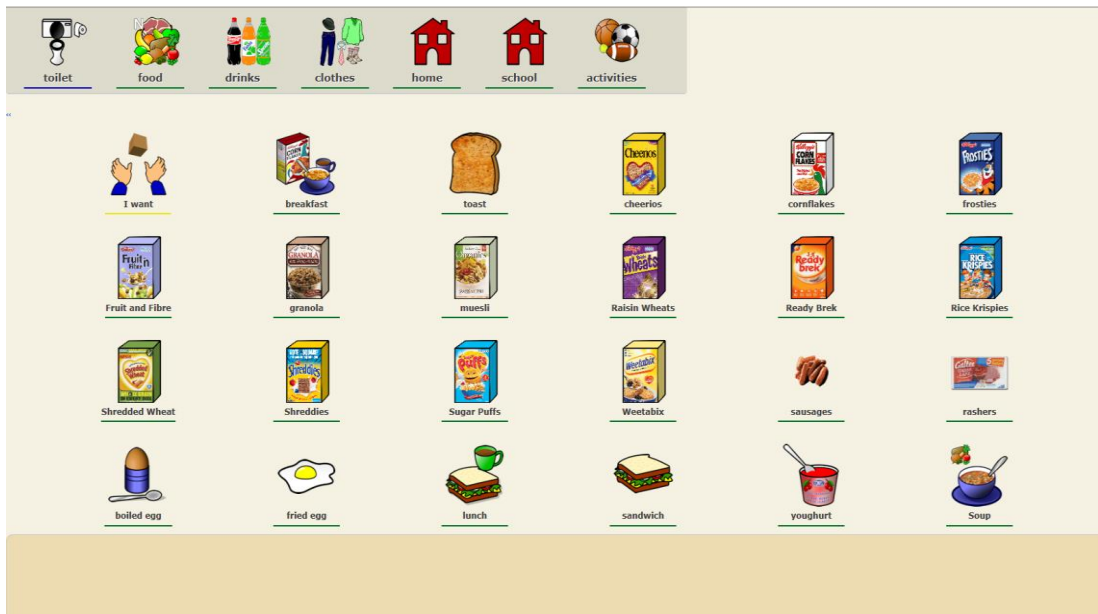 toilet food drinks clothes home school activities
I want breakfast toast cheerios cornflakes frosties
Fruit and Fibre granola muesli Raisin Wheats Ready Brek Rice Krispies
Shredded Wheat Shreddies Sugar Puffs Weetabix sausages rashers
boiled egg fried egg lunch sandwich youghurt Soup